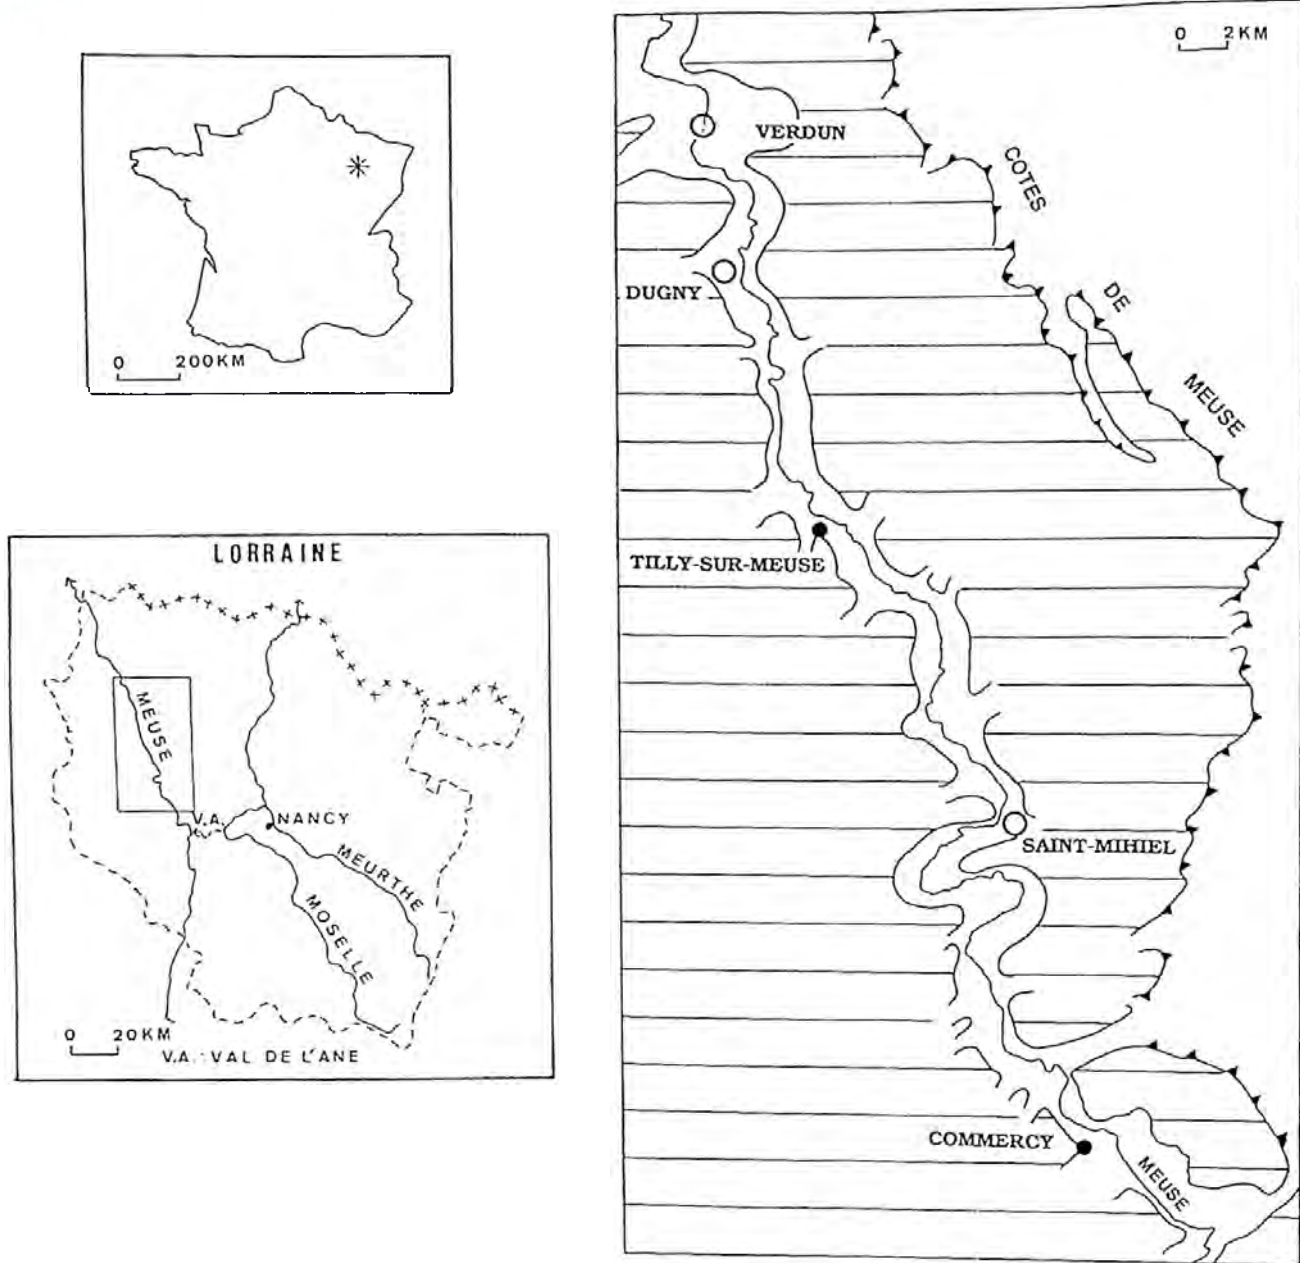 0 200KM
LORRAINE
MEUSE
V.A.
NANCY
MEURTHE
MOSELLE
0 20KM
V.A.: VAL DE L'ANE
0 2KM
VERDUN
COTES
DE
MEUSE
DUGNY
TILLY-SUR-MEUSE
SAINT-MIHIEL
COMMERCY
MEUSE